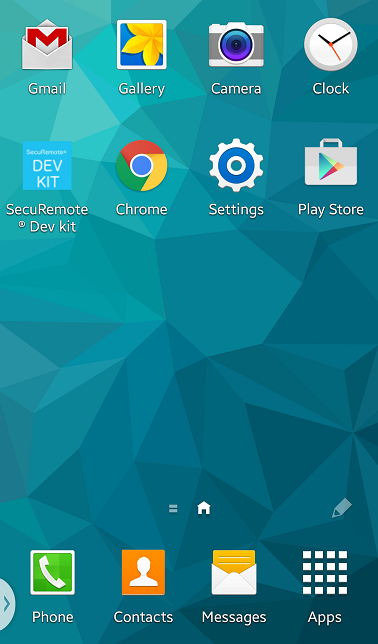 Gmail
Gallery
Camera
Clock
SecuRemote®
DEV
KIT
SecuRemote
® Dev kit
Chrome
Settings
Play Store
Phone
Contacts
Messages
Apps